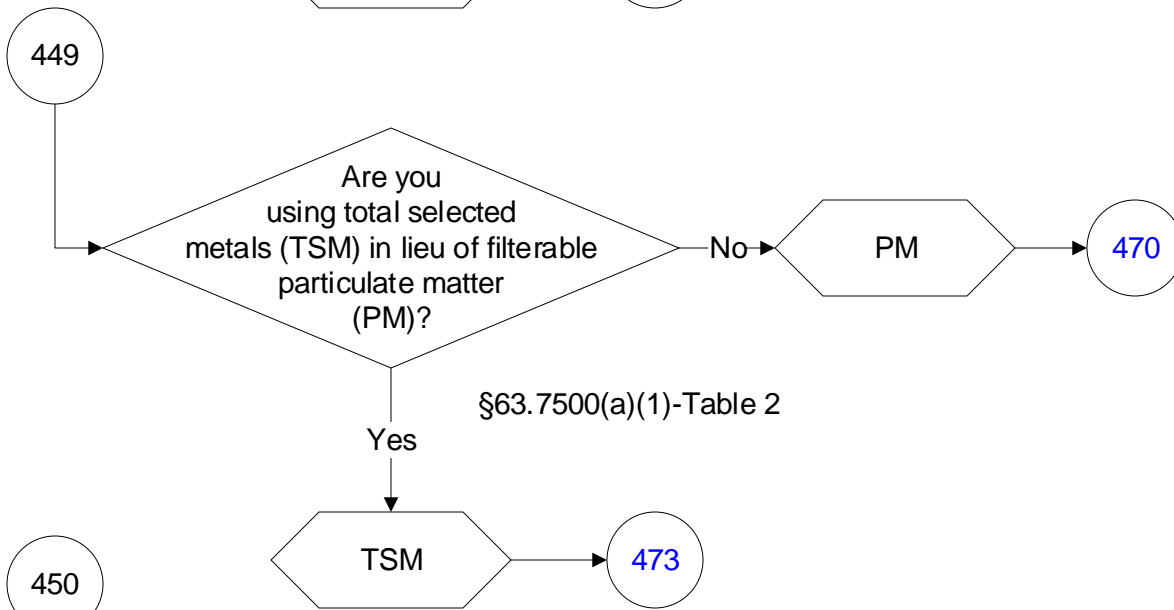 449
Are you
using total selected
metals (TSM) in lieu of filterable
particulate matter
(PM)?
No
PM
470
§63.7500(a)(1)-Table 2
Yes
TSM
473
450